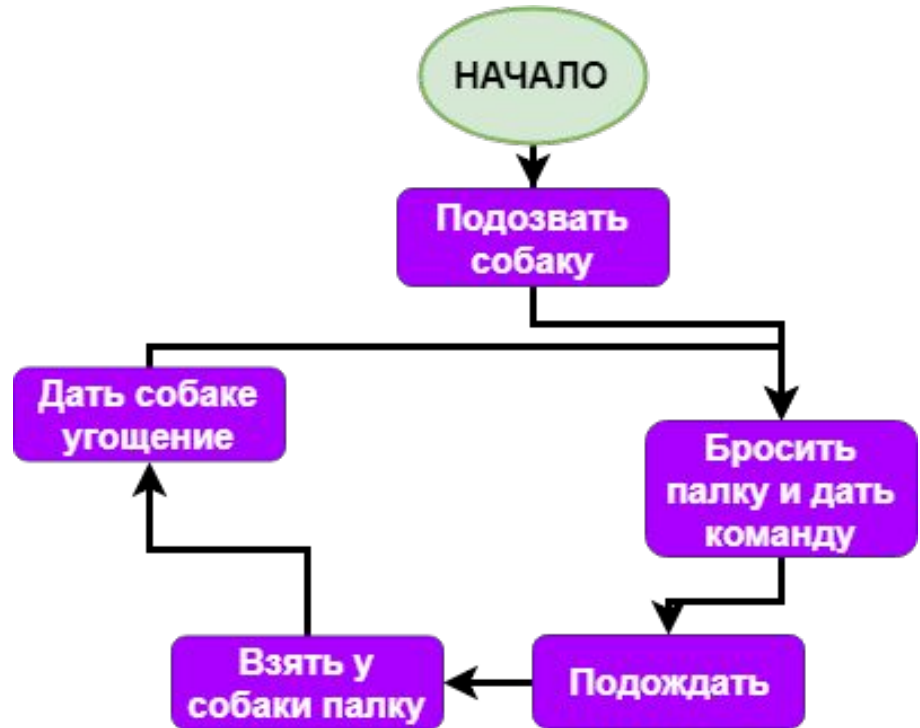 НАЧАЛО
Подозвать
собаку
Дать собаке
угощение
Бросить
палку и дать
команду
Взять у
собаки палку
Подождать